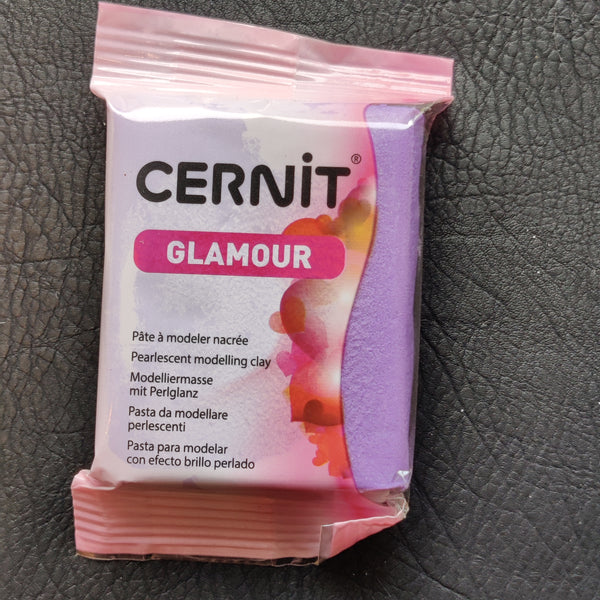 CERNiT®
GLAMOUR
Pâte à modeler nacrée
Pearlescent modelling clay
Modelliermasse
mit Perlglanz
Pasta da modellare
perlescenti
Pasta para modelar
con efecto brillo perlado